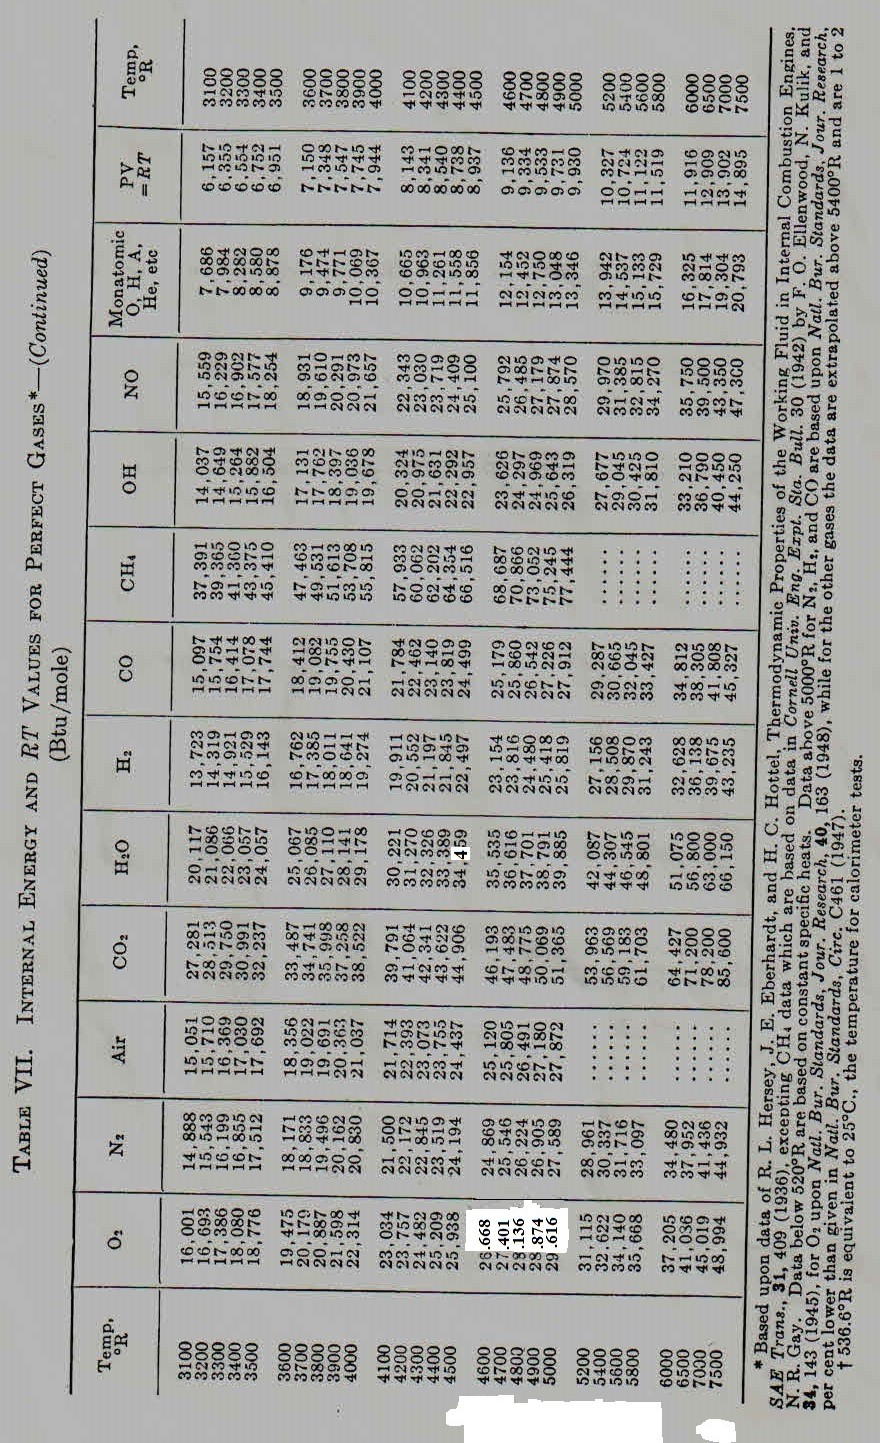 TABLE VII. INTERNAL ENERGY AND RT VALUES FOR PERFECT GASES*—(Continued)
(Btu/mole)
Temp, °R O₂ N₂ Air CO₂ H₂O H₂ CO CH₄ OH NO Monatomic O, H, A, He, etc PV =RT Temp, °R
3100 16,001 14,888 15,051 27,281 20,117 13,723 15,097 37,391 14,037 15,559 7,686 6,157 3100
3200 16,693 15,543 15,710 28,513 21,086 14,319 15,754 39,365 14,649 16,229 7,984 6,355 3200
3300 17,386 16,199 16,369 29,750 22,066 14,921 16,414 41,360 15,264 16,902 8,282 6,554 3300
3400 18,080 16,855 17,030 30,991 23,057 15,529 17,078 43,375 15,882 17,577 8,580 6,752 3400
3500 18,776 17,512 17,692 32,237 24,057 16,143 17,744 45,410 16,504 18,254 8,878 6,951 3500
3600 19,475 18,171 18,356 33,487 25,067 16,762 18,412 47,463 17,131 18,931 9,176 7,150 3600
3700 20,179 18,833 19,022 34,741 26,085 17,385 19,082 49,531 17,762 19,610 9,474 7,348 3700
3800 20,887 19,496 19,691 35,998 27,110 18,011 19,755 51,613 18,397 20,291 9,771 7,547 3800
3900 21,598 20,162 20,363 37,258 28,141 18,641 20,430 53,708 19,036 20,973 10,069 7,745 3900
4000 22,314 20,830 21,037 38,522 29,178 19,274 21,107 55,815 19,678 21,657 10,367 7,944 4000
4100 23,034 21,500 21,714 39,791 30,221 19,911 21,784 57,933 20,324 22,343 10,665 8,143 4100
4200 23,757 22,172 22,393 41,064 31,270 20,552 22,462 60,062 20,975 23,030 10,963 8,341 4200
4300 24,482 22,845 23,073 42,341 32,326 21,197 23,140 62,202 21,631 23,719 11,261 8,540 4300
4400 25,209 23,519 23,755 43,622 33,389 21,845 23,819 64,354 22,292 24,409 11,558 8,738 4400
4500 25,938 24,194 24,437 44,906 34,459 22,497 24,499 66,516 22,957 25,100 11,856 8,937 4500
4600 26.668 24,869 25,120 46,193 35,535 23,154 25,179 68,687 23,626 25,792 12,154 9,136 4600
4700 27.401 25,546 25,805 47,483 36,616 23,816 25,860 70,866 24,297 26,485 12,452 9,334 4700
4800 28.136 26,224 26,491 48,775 37,701 24,480 26,542 73,052 24,969 27,179 12,750 9,533 4800
4900 28.874 26,905 27,180 50,069 38,791 25,418 27,226 75,245 25,643 27,874 13,048 9,731 4900
5000 29.616 27,589 27,872 51,365 39,885 25,819 27,912 77,444 26,319 28,570 13,346 9,930 5000
5200 31,115 28,961 ...... 53,963 42,087 27,156 29,287 ...... 27,677 29,970 13,942 10,327 5200
5400 32,622 30,337 ...... 56,569 44,307 28,508 30,665 ...... 29,045 31,385 14,537 10,724 5400
5600 34,140 31,716 ...... 59,183 46,545 29,870 32,045 ...... 30,425 32,815 15,133 11,122 5600
5800 35,668 33,097 ...... 61,703 48,801 31,243 33,427 ...... 31,810 34,270 15,729 11,519 5800
6000 37,205 34,480 ...... 64,427 51,075 32,628 34,812 ...... 33,210 35,750 16,325 11,916 6000
6500 41,036 37,952 ...... 71,200 56,800 36,138 38,305 ...... 36,790 39,500 17,814 12,909 6500
7000 45,019 41,436 ...... 78,200 63,000 39,675 41,808 ...... 40,450 43,350 19,304 13,902 7000
7500 48,994 44,932 ...... 85,600 66,150 43,235 45,327 ...... 44,250 47,300 20,793 14,895 7500
* Based upon data of R. L. Hersey, J. E. Eberhardt, and H. C. Hottel, Thermodynamic Properties of the Working Fluid in Internal Combustion Engines,
SAE Trans., 31, 409 (1936), excepting CH₄ data which are based on data in Cornell Univ. Eng. Expt. Sta. Bull. 30 (1942) by F. O. Ellenwood, N. Kulik, and
N. R. Gay. Data below 520°R are based on constant specific heats. Data above 5000°R for N₂, H₂, and CO are based upon Natl. Bur. Standards, Jour. Research,
34, 143 (1945), for O₂ upon Natl. Bur. Standards, Jour. Research, 40, 163 (1948), while for the other gases the data are extrapolated above 5400°R and are 1 to 2
per cent lower than given in Natl. Bur. Standards, Circ. C461 (1947).
† 536.6°R is equivalent to 25°C., the temperature for calorimeter tests.